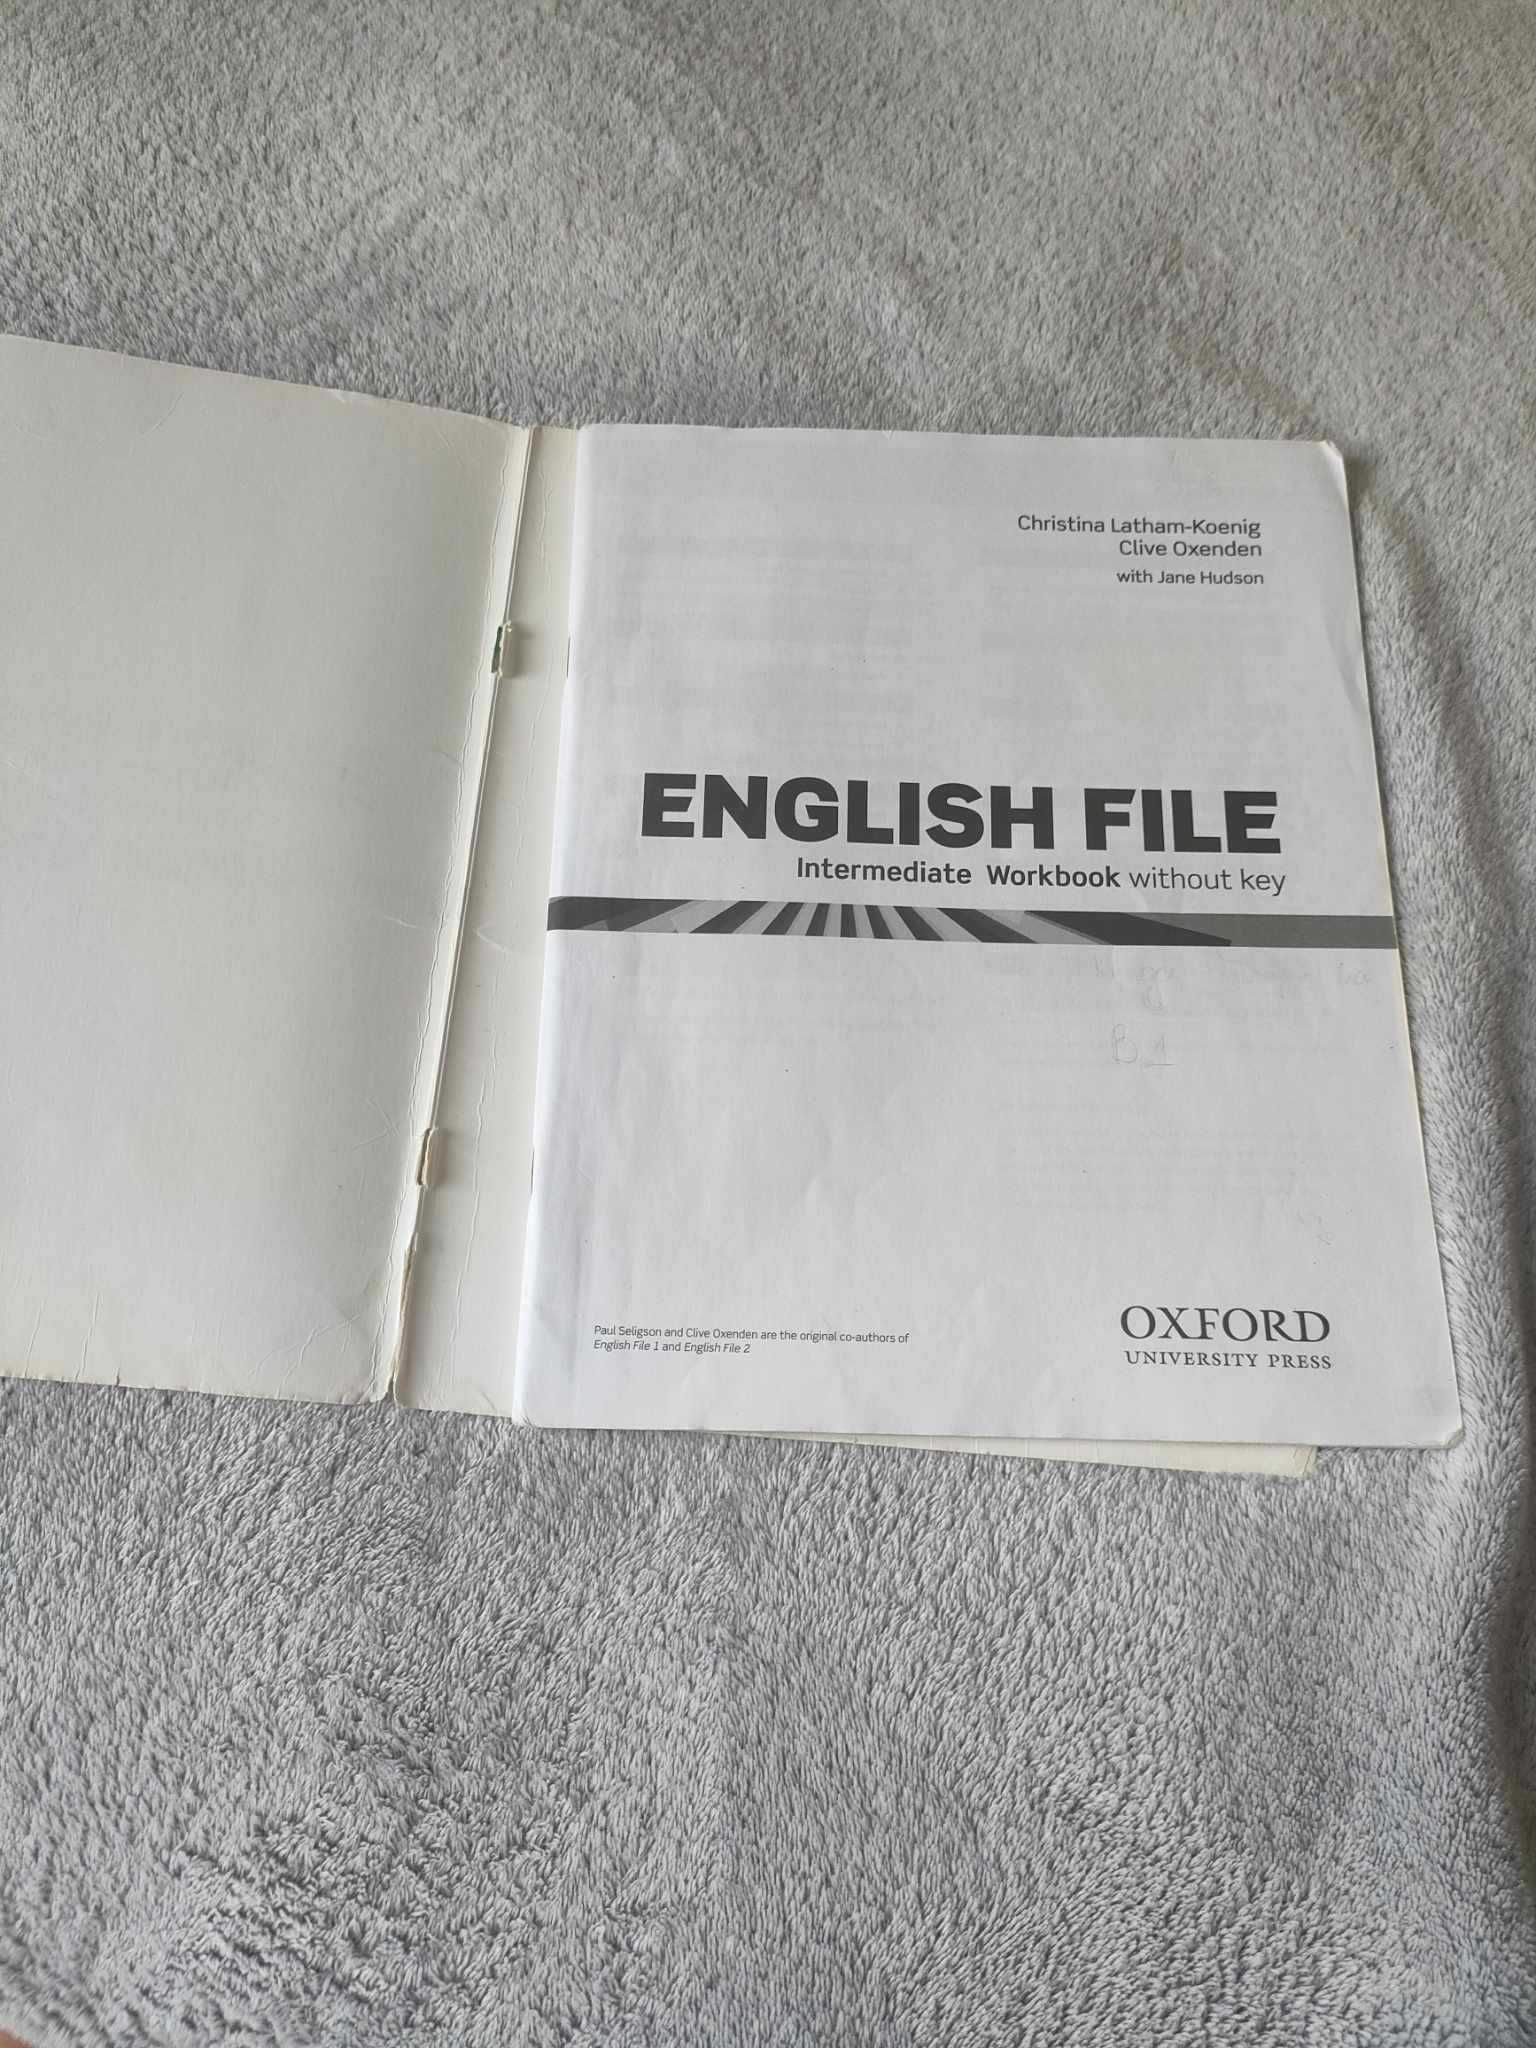 Christina Latham-Koenig
Clive Oxenden
with Jane Hudson
ENGLISH FILE
Intermediate Workbook without key
B1
Paul Seligson and Clive Oxenden are the original co-authors of
English File 1 and English File 2
OXFORD
UNIVERSITY PRESS